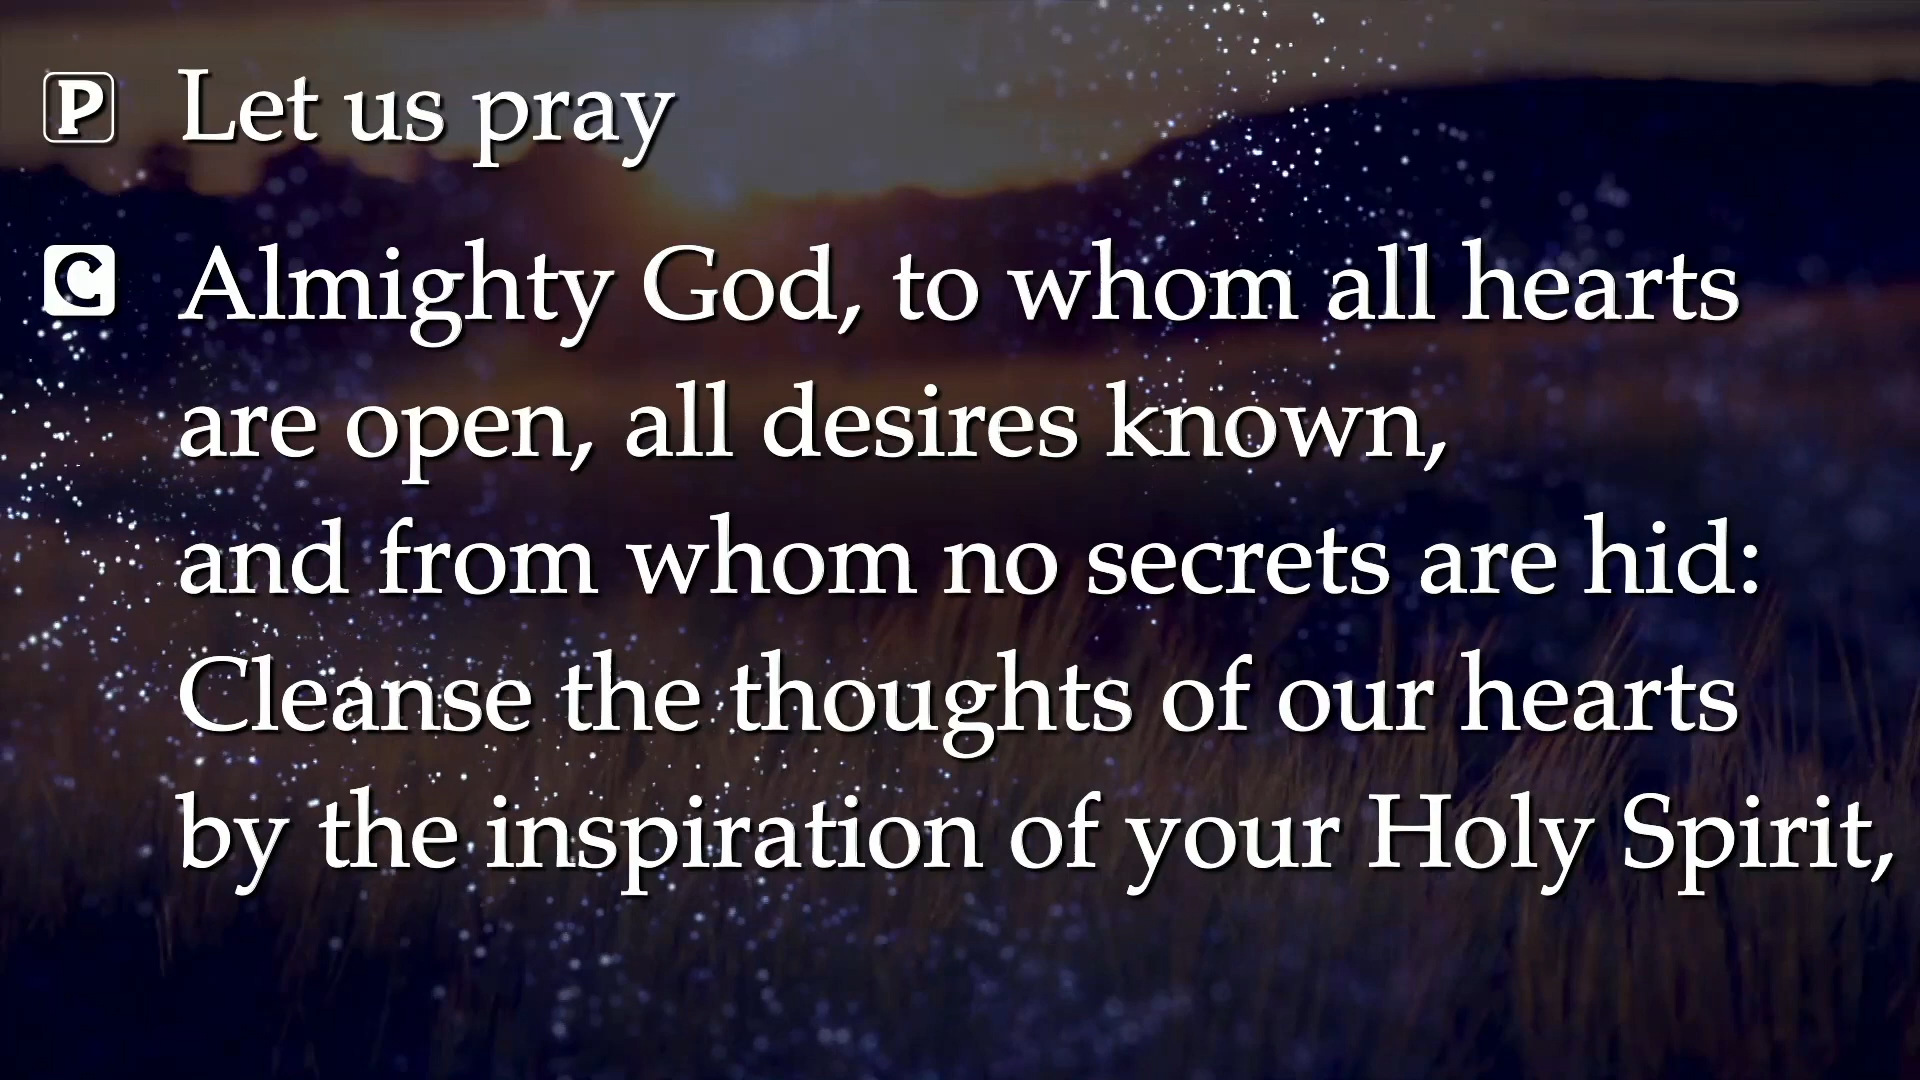 P Let us pray
C Almighty God, to whom all hearts
are open, all desires known,
and from whom no secrets are hid:
Cleanse the thoughts of our hearts
by the inspiration of your Holy Spirit,